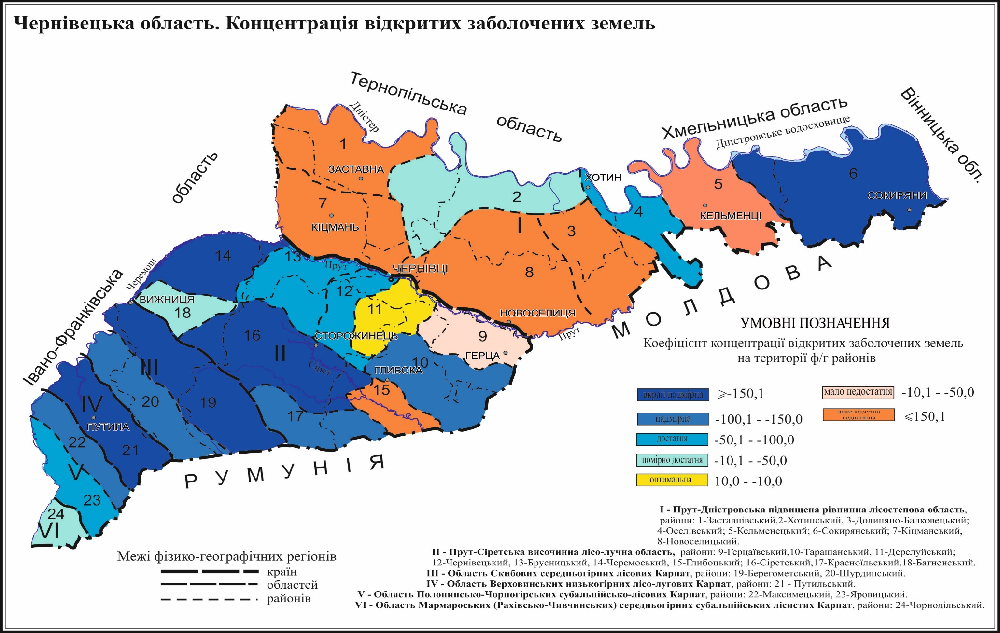 Чернівецька область. Концентрація відкритих заболочених земель
Тернопільська область
Хмельницька область
Вінницька обл.
Дністровське водосховище
Дністер
Івано-Франківська область
1
ЗАСТАВНА
7
КІЦМАНЬ
2
ХОТИН
4
5
КЕЛЬМЕНЦІ
6
СОКИРЯНИ
I
3
8
14
13
Прут
ЧЕРНІВЦІ
Черемош
12
11
ВИЖНИЦЯ
18
НОВОСЕЛИЦЯ
Прут
МОЛДОВА
16
СТОРОЖИНЕЦЬ
9
II
ГЕРЦА
10
Сірет
ГЛИБОКА
III
15
IV
20
19
17
ПУТИЛА
22
21
V
РУМУНІЯ
23
24
VI
УМОВНІ ПОЗНАЧЕННЯ
Коефіцієнт концентрації відкритих заболочених земель
на території ф/г районів
вкрай надмірна ⩾-150,1
надмірна -100,1 - -150,0
достатня -50,1 - -100,0
помірно достатня -10,1 - -50,0
оптимальна 10,0 - -10,0
мало недостатня -10,1 - -50,0
дуже відчутно
недостатня ⩽150,1
I - Прут-Дністровська підвищена рівнинна лісостепова область,
райони: 1-Заставнівський,2-Хотинський, 3-Долиняно-Балковецький;
4-Оселівський; 5-Кельменецький; 6-Сокирянський; 7-Кіцманський,
8-Новоселицький.
II - Прут-Сіретська височинна лісо-лучна область, райони: 9-Герцаївський,10-Тарашанський, 11-Дерелуйський;
12-Чернівецький, 13-Брусницький, 14-Черемоський, 15-Глибоцький; 16-Сіретський,17-Красноїльський,18-Багненський.
III - Область Скибових середньогірних лісових Карпат, райони: 19-Берегометський, 20-Шурдинський.
IV - Область Верховинських низькогірних лісо-лугових Карпат, райони: 21 - Путильський.
V - Область Полонинсько-Чорногірських субальпійсько-лісових Карпат, райони: 22-Максимецький, 23-Яровицький.
VI - Область Мармароських (Рахівсько-Чивчинських) середньогірних субальпійських лісистих Карпат, райони: 24-Чорнодільський.
Межі фізико-географічних регіонів
країн
областей
районів